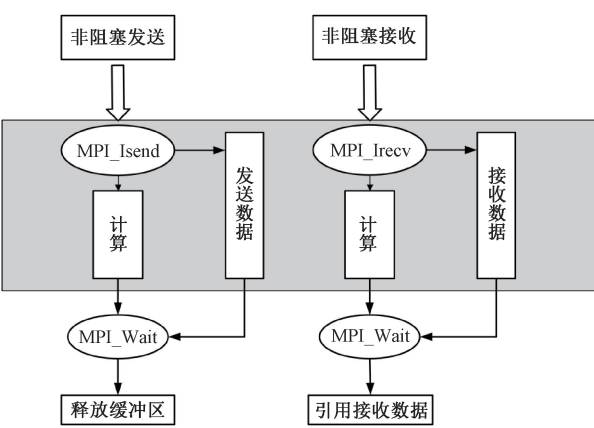 非阻塞发送
非阻塞接收
MPI_Isend
发送数据
MPI_Irecv
接收数据
计算
计算
MPI_Wait
MPI_Wait
释放缓冲区
引用接收数据